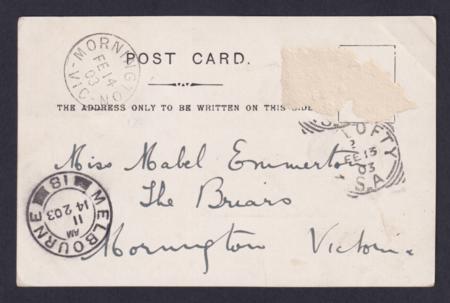 MORNINGTON
FE 14
03
VIC
POST CARD.
THE ADDRESS ONLY TO BE WRITTEN ON THIS SIDE
LOFTY
2
FE 13
03
S.A
Miss Mabel Emmerton
The Briars
Mornington Victoria
MELBOURNE 18
11 AM
14 2 03